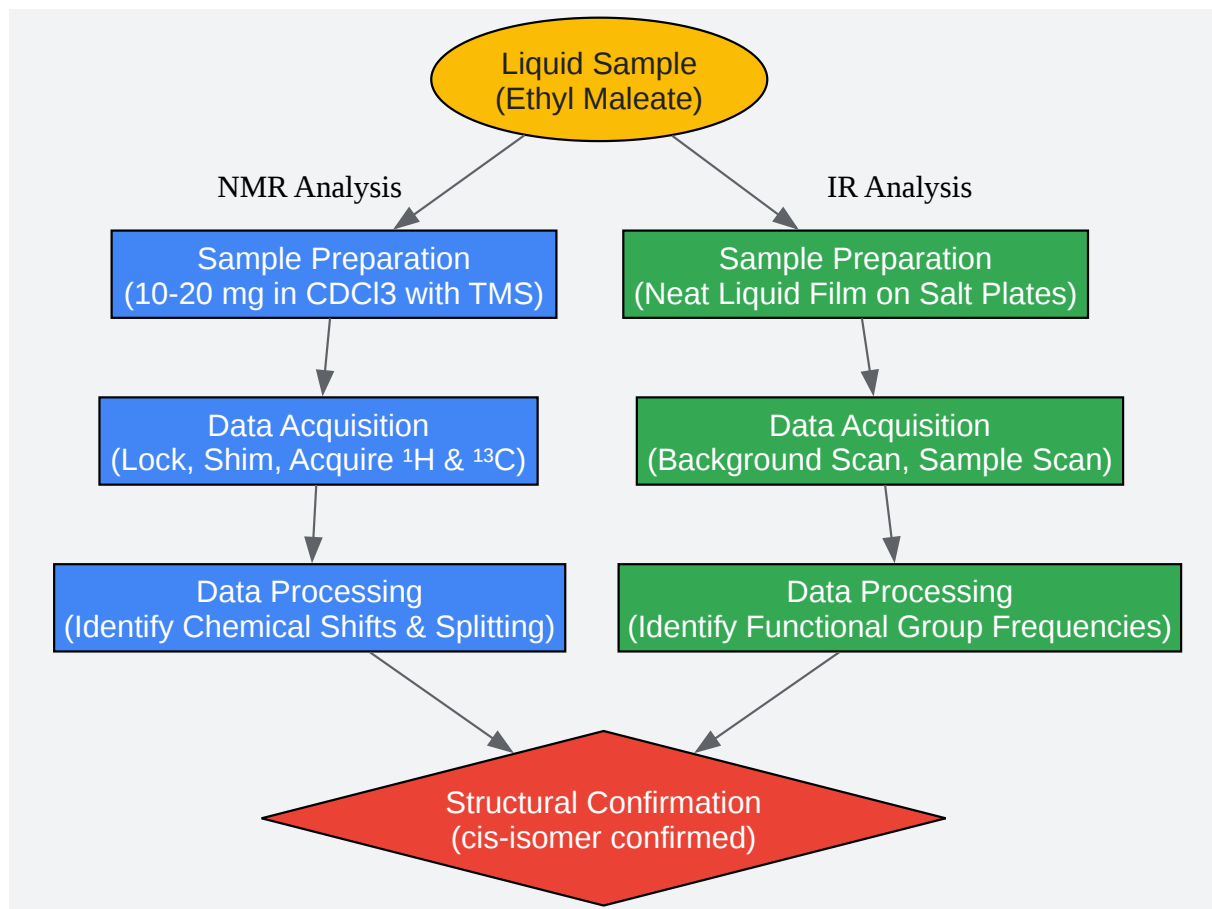 Liquid Sample
(Ethyl Maleate)
NMR Analysis
IR Analysis
Sample Preparation
(10-20 mg in CDCl3 with TMS)
Sample Preparation
(Neat Liquid Film on Salt Plates)
Data Acquisition
(Lock, Shim, Acquire ¹H & ¹³C)
Data Acquisition
(Background Scan, Sample Scan)
Data Processing
(Identify Chemical Shifts & Splitting)
Data Processing
(Identify Functional Group Frequencies)
Structural Confirmation
(cis-isomer confirmed)